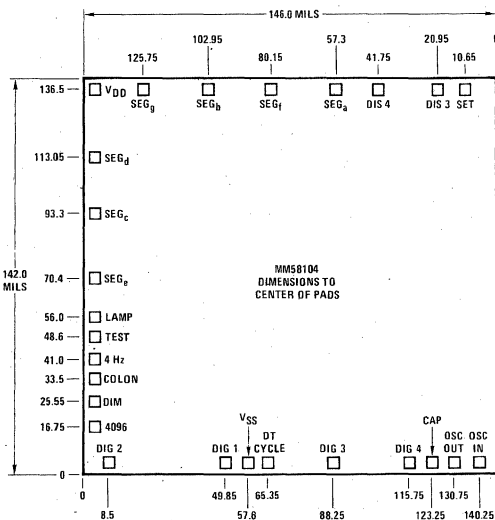 146.0 MILS
102.95 57.3 20.95
125.75 80.15 41.75 10.65
136.5 VDD SEGg SEGb SEGf SEGa DIS 4 DIS 3 SET
113.05 SEGd
93.3 SEGc
142.0 MILS
70.4 SEGe
MM58104
DIMENSIONS TO
CENTER OF PADS
56.0 LAMP
48.6 TEST
41.0 4 Hz
33.5 COLON
25.55 DIM
16.75 4096
VSS CAP
DIG 2 DIG 1 DT CYCLE DIG 3 DIG 4 OSC OUT OSC IN
0
0 49.85 65.35 115.75 130.75
8.5 57.6 88.25 123.25 140.25